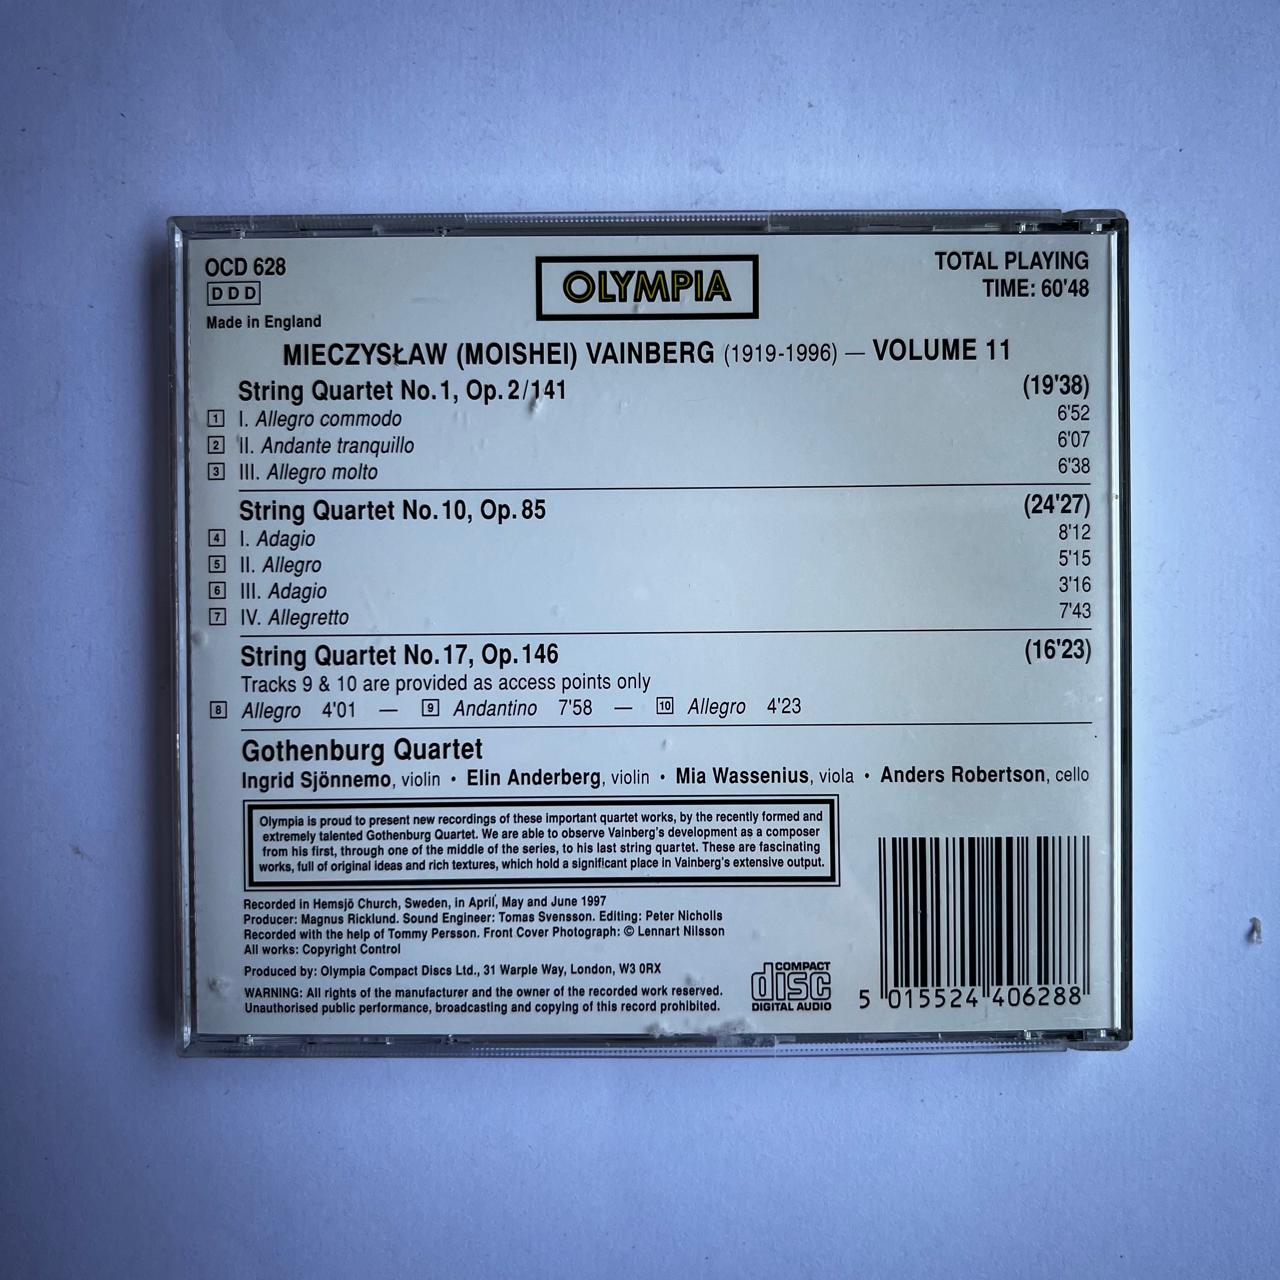 OCD 628
DDD
Made in England
OLYMPIA
TOTAL PLAYING
TIME: 60'48
MIECZYSŁAW (MOISHEI) VAINBERG (1919-1996) — VOLUME 11
String Quartet No. 1, Op. 2/141 (19'38)
1 I. Allegro commodo 6'52
2 II. Andante tranquillo 6'07
3 III. Allegro molto 6'38
String Quartet No. 10, Op. 85 (24'27)
4 I. Adagio 8'12
5 II. Allegro 5'15
6 III. Adagio 3'16
7 IV. Allegretto 7'43
String Quartet No. 17, Op. 146 (16'23)
Tracks 9 & 10 are provided as access points only
8 Allegro 4'01 — 9 Andantino 7'58 — 10 Allegro 4'23
Gothenburg Quartet
Ingrid Sjönnemo, violin • Elin Anderberg, violin • Mia Wassenius, viola • Anders Robertson, cello
Olympia is proud to present new recordings of these important quartet works, by the recently formed and
extremely talented Gothenburg Quartet. We are able to observe Vainberg's development as a composer
from his first, through one of the middle of the series, to his last string quartet. These are fascinating
works, full of original ideas and rich textures, which hold a significant place in Vainberg's extensive output.
Recorded in Hemsjö Church, Sweden, in April, May and June 1997
Producer: Magnus Ricklund. Sound Engineer: Tomas Svensson. Editing: Peter Nicholls
Recorded with the help of Tommy Persson. Front Cover Photograph: © Lennart Nilsson
All works: Copyright Control
Produced by: Olympia Compact Discs Ltd., 31 Warple Way, London, W3 0RX
WARNING: All rights of the manufacturer and the owner of the recorded work reserved.
Unauthorised public performance, broadcasting and copying of this record prohibited.
COMPACT
disc
DIGITAL AUDIO
5 015524 406288